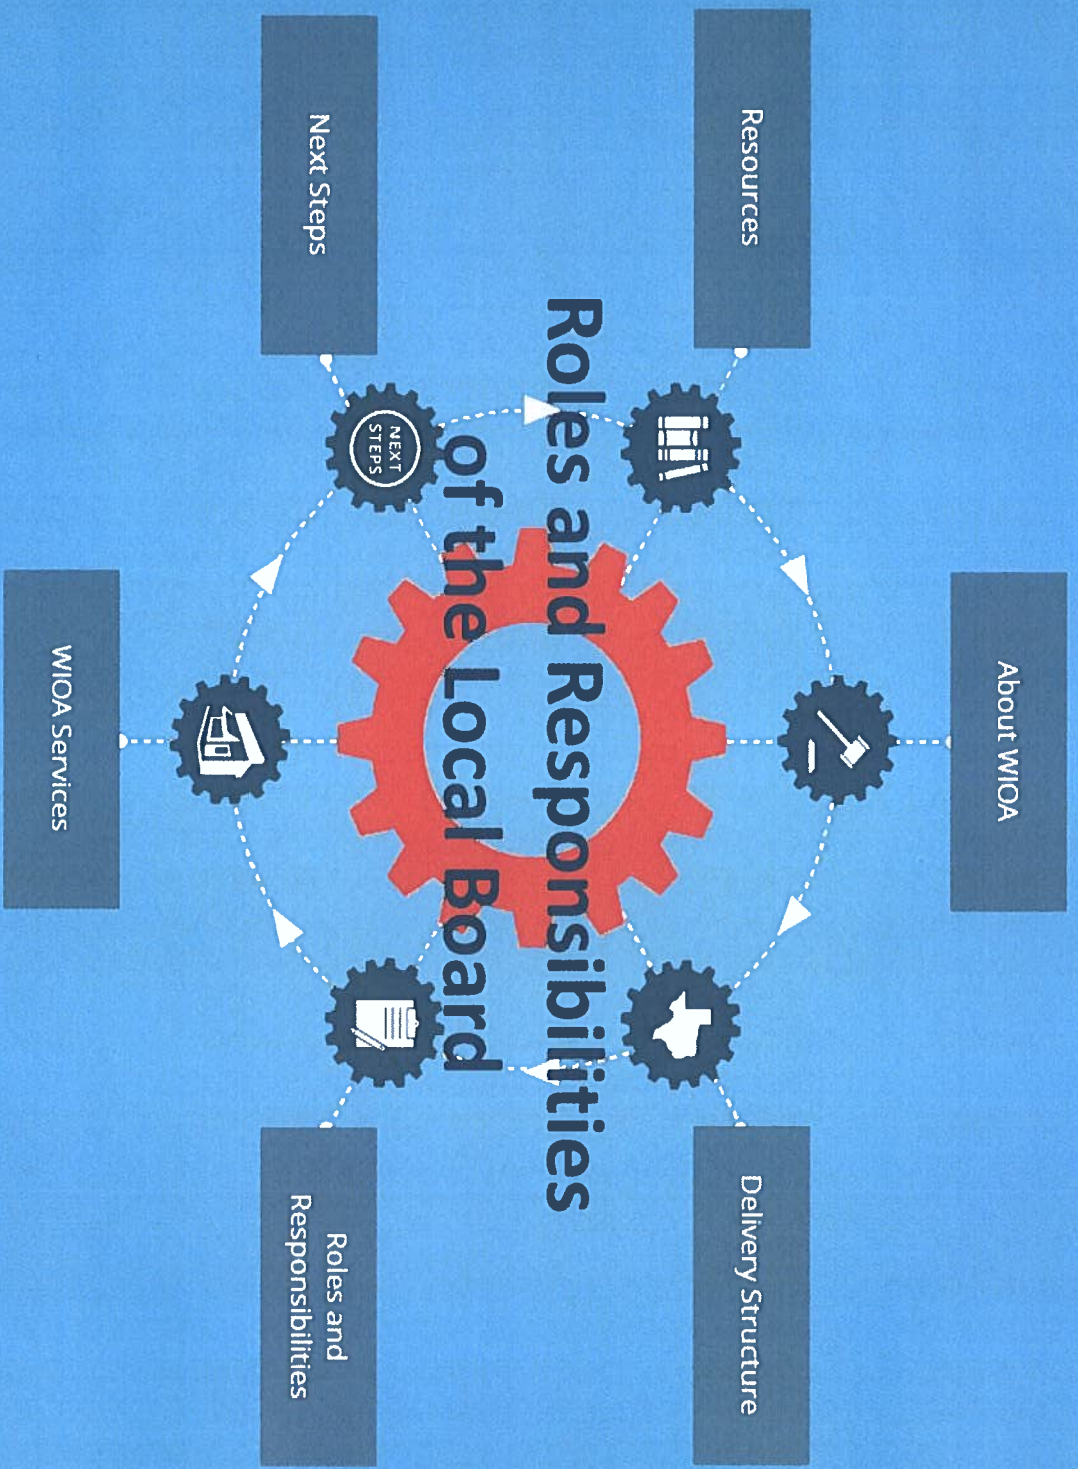 About WIOA
Resources
Delivery Structure
Roles and Responsibilities
of the Local Board
NEXT
STEPS
Next Steps
Roles and
Responsibilities
WIOA Services